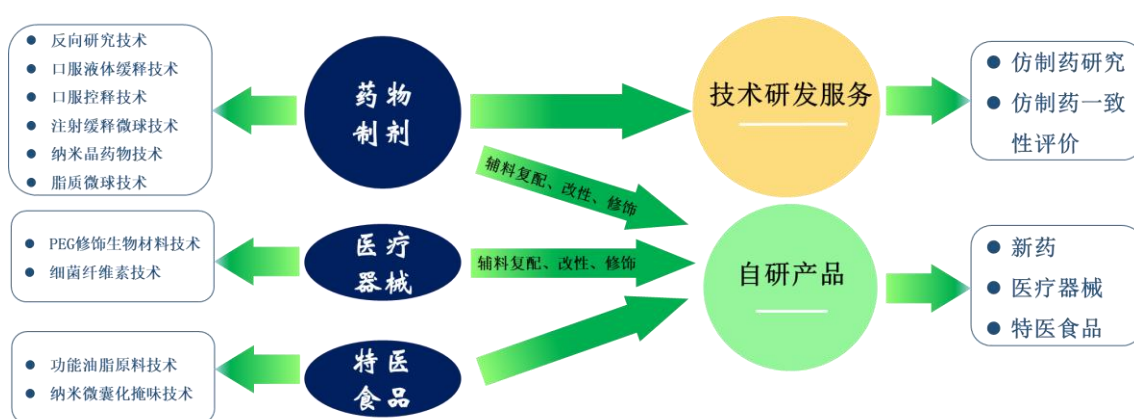 反向研究技术
口服液体缓释技术
口服控释技术
注射缓释微球技术
纳米晶药物技术
脂质微球技术
PEG修饰生物材料技术
细菌纤维素技术
功能油脂原料技术
纳米微囊化掩味技术
药物
制剂
医疗
器械
特医
食品
辅料复配、改性、修饰
辅料复配、改性、修饰
技术研发服务
自研产品
仿制药研究
仿制药一致
性评价
新药
医疗器械
特医食品